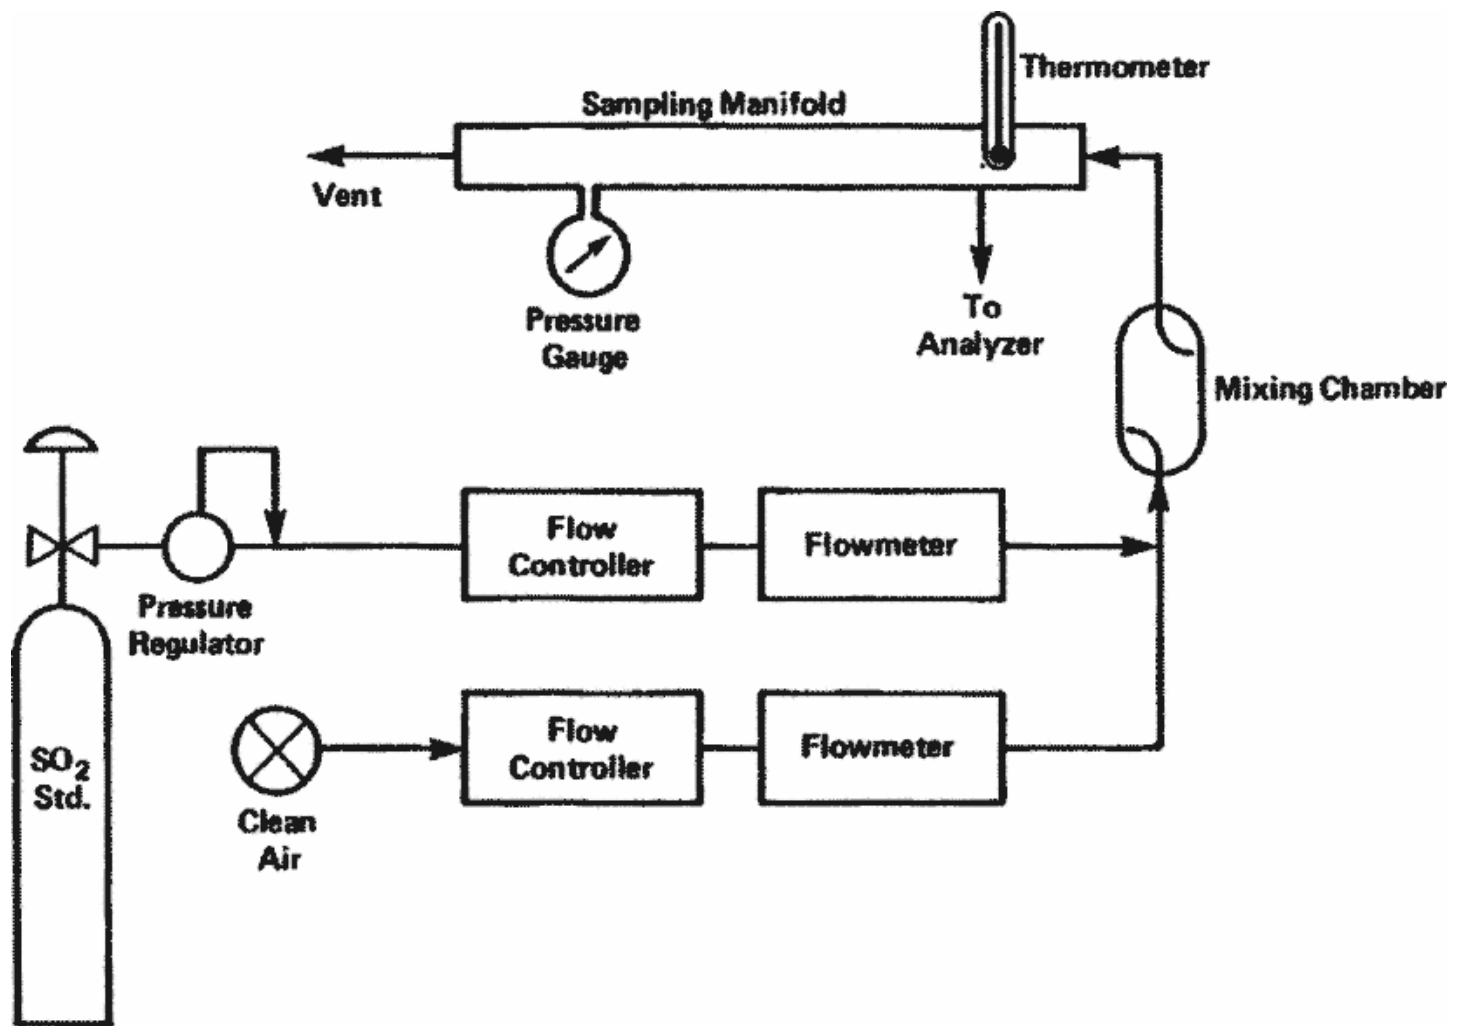 Thermometer
Sampling Manifold
Vent
Pressure
Gauge
To
Analyzer
Mixing Chamber
Flow
Controller
Flowmeter
Pressure
Regulator
SO₂
Std.
Clean
Air
Flow
Controller
Flowmeter